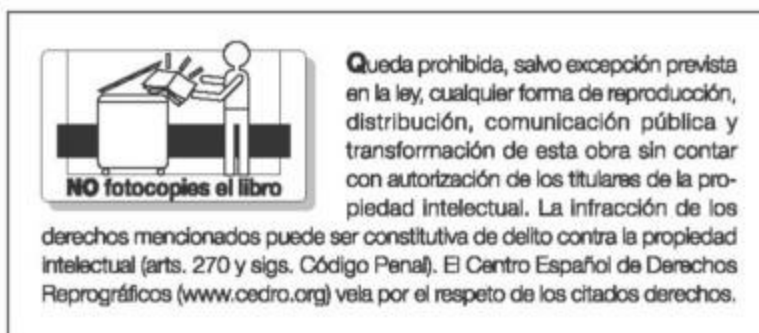 NO fotocopies el libro
Queda prohibida, salvo excepción prevista
en la ley, cualquier forma de reproducción,
distribución, comunicación pública y
transformación de esta obra sin contar
con autorización de los titulares de la pro-
piedad intelectual. La infracción de los
derechos mencionados puede ser constitutiva de delito contra la propiedad
intelectual (arts. 270 y sigs. Código Penal). El Centro Español de Derechos
Reprográficos (www.cedro.org) vela por el respeto de los citados derechos.